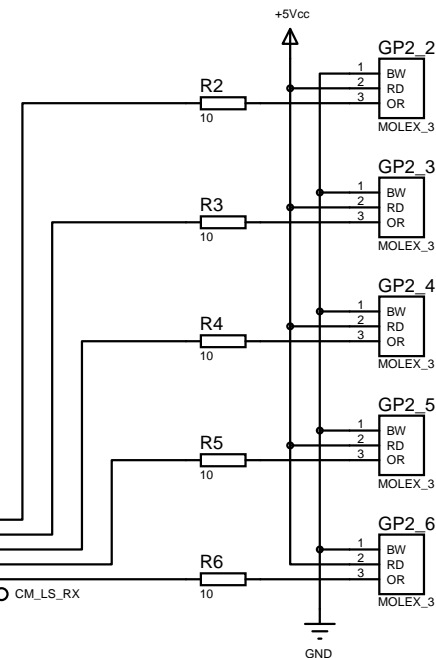 +5Vcc
GP2_2
1 BW
2 RD
3 OR
MOLEX_3
R2
10
GP2_3
1 BW
2 RD
3 OR
MOLEX_3
R3
10
GP2_4
1 BW
2 RD
3 OR
MOLEX_3
R4
10
GP2_5
1 BW
2 RD
3 OR
MOLEX_3
R5
10
GP2_6
1 BW
2 RD
3 OR
MOLEX_3
R6
10
CM_LS_RX
GND